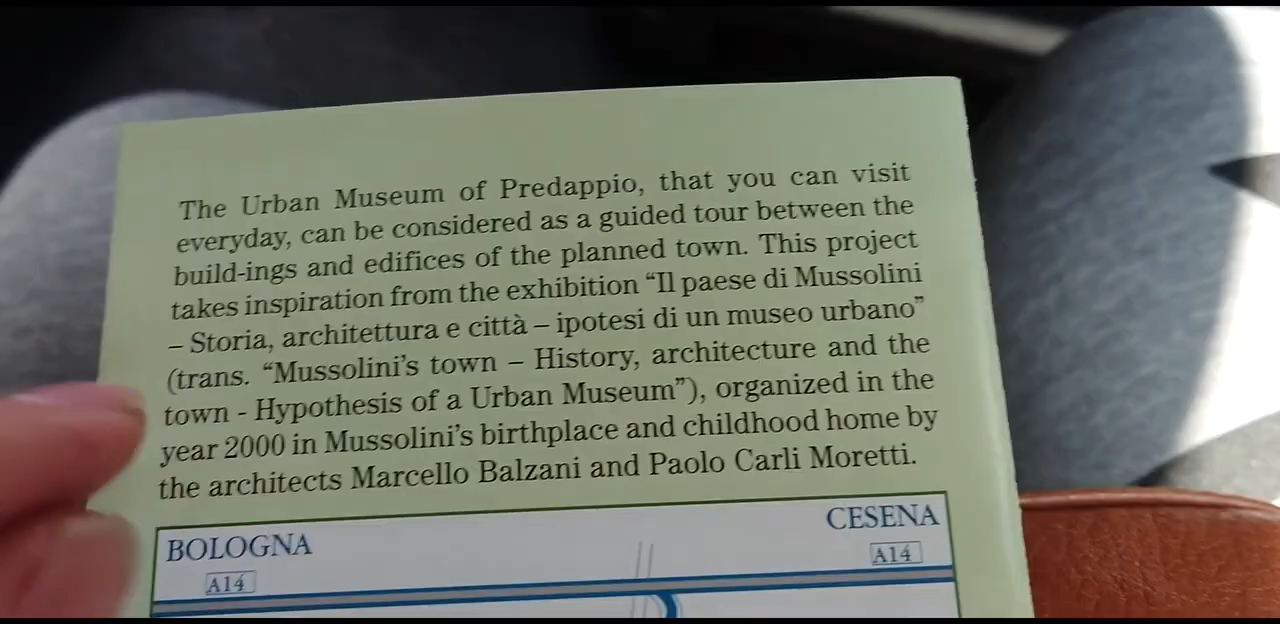 The Urban Museum of Predappio, that you can visit
everyday, can be considered as a guided tour between the
build-ings and edifices of the planned town. This project
takes inspiration from the exhibition “Il paese di Mussolini
– Storia, architettura e città – ipotesi di un museo urbano”
(trans. “Mussolini’s town – History, architecture and the
town - Hypothesis of a Urban Museum”), organized in the
year 2000 in Mussolini’s birthplace and childhood home by
the architects Marcello Balzani and Paolo Carli Moretti.
BOLOGNA
CESENA
A14
A14